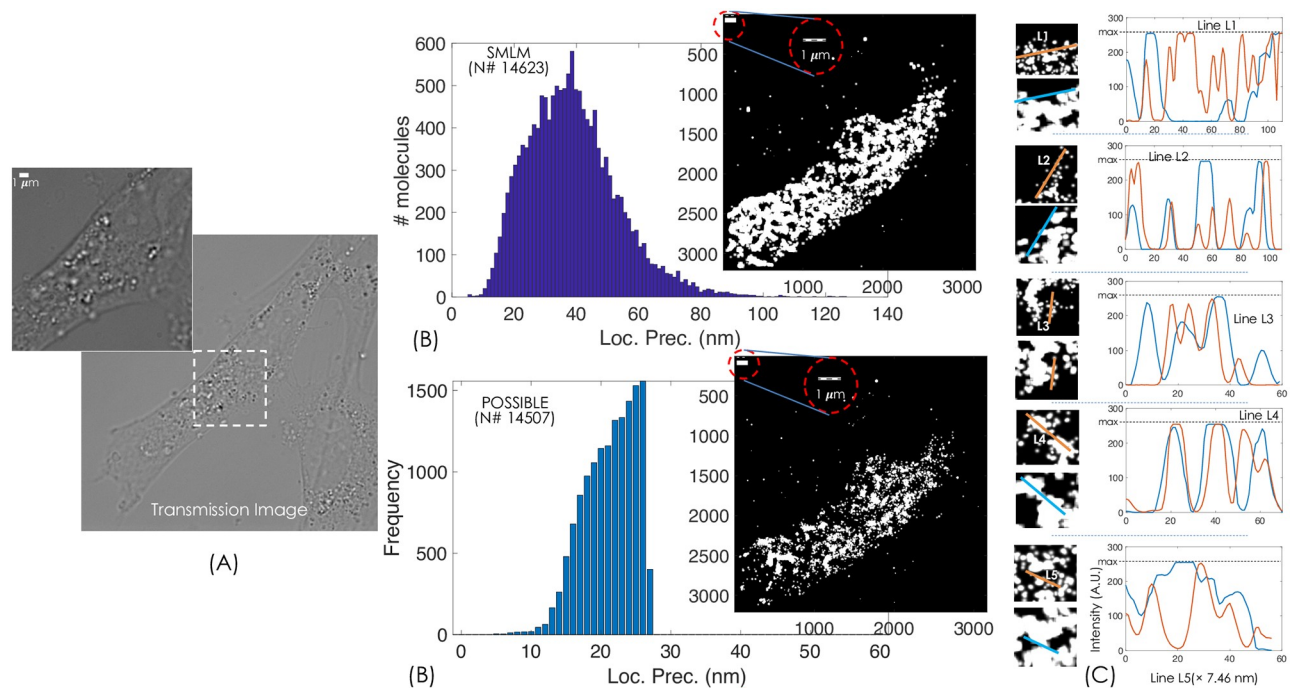 1 μm
Transmission Image
(A)
600
500
400
300
200
100
0
# molecules
SMLM
(N# 14623)
0 20 40 60 80 100 120 140
Loc. Prec. (nm)
(B)
1 μm
500
1000
1500
2000
2500
3000
1000 2000 3000
1500
1000
500
0
Frequency
POSSIBLE
(N# 14507)
0 10 20 30 40 50 60
Loc. Prec. (nm)
(B)
1 μm
500
1000
1500
2000
2500
3000
1000 2000 3000
L1
Line L1
300
max
200
100
0
0 20 40 60 80 100
L2
Line L2
300
max
200
100
0
0 20 40 60 80 100
L3
Line L3
300
max
200
100
0
0 20 40 60
L4
Line L4
300
max
200
100
0
0 20 40 60
L5
300
max
200
100
0
Intensity (A.U.)
0 20 40 60
Line L5(× 7.46 nm)
(C)